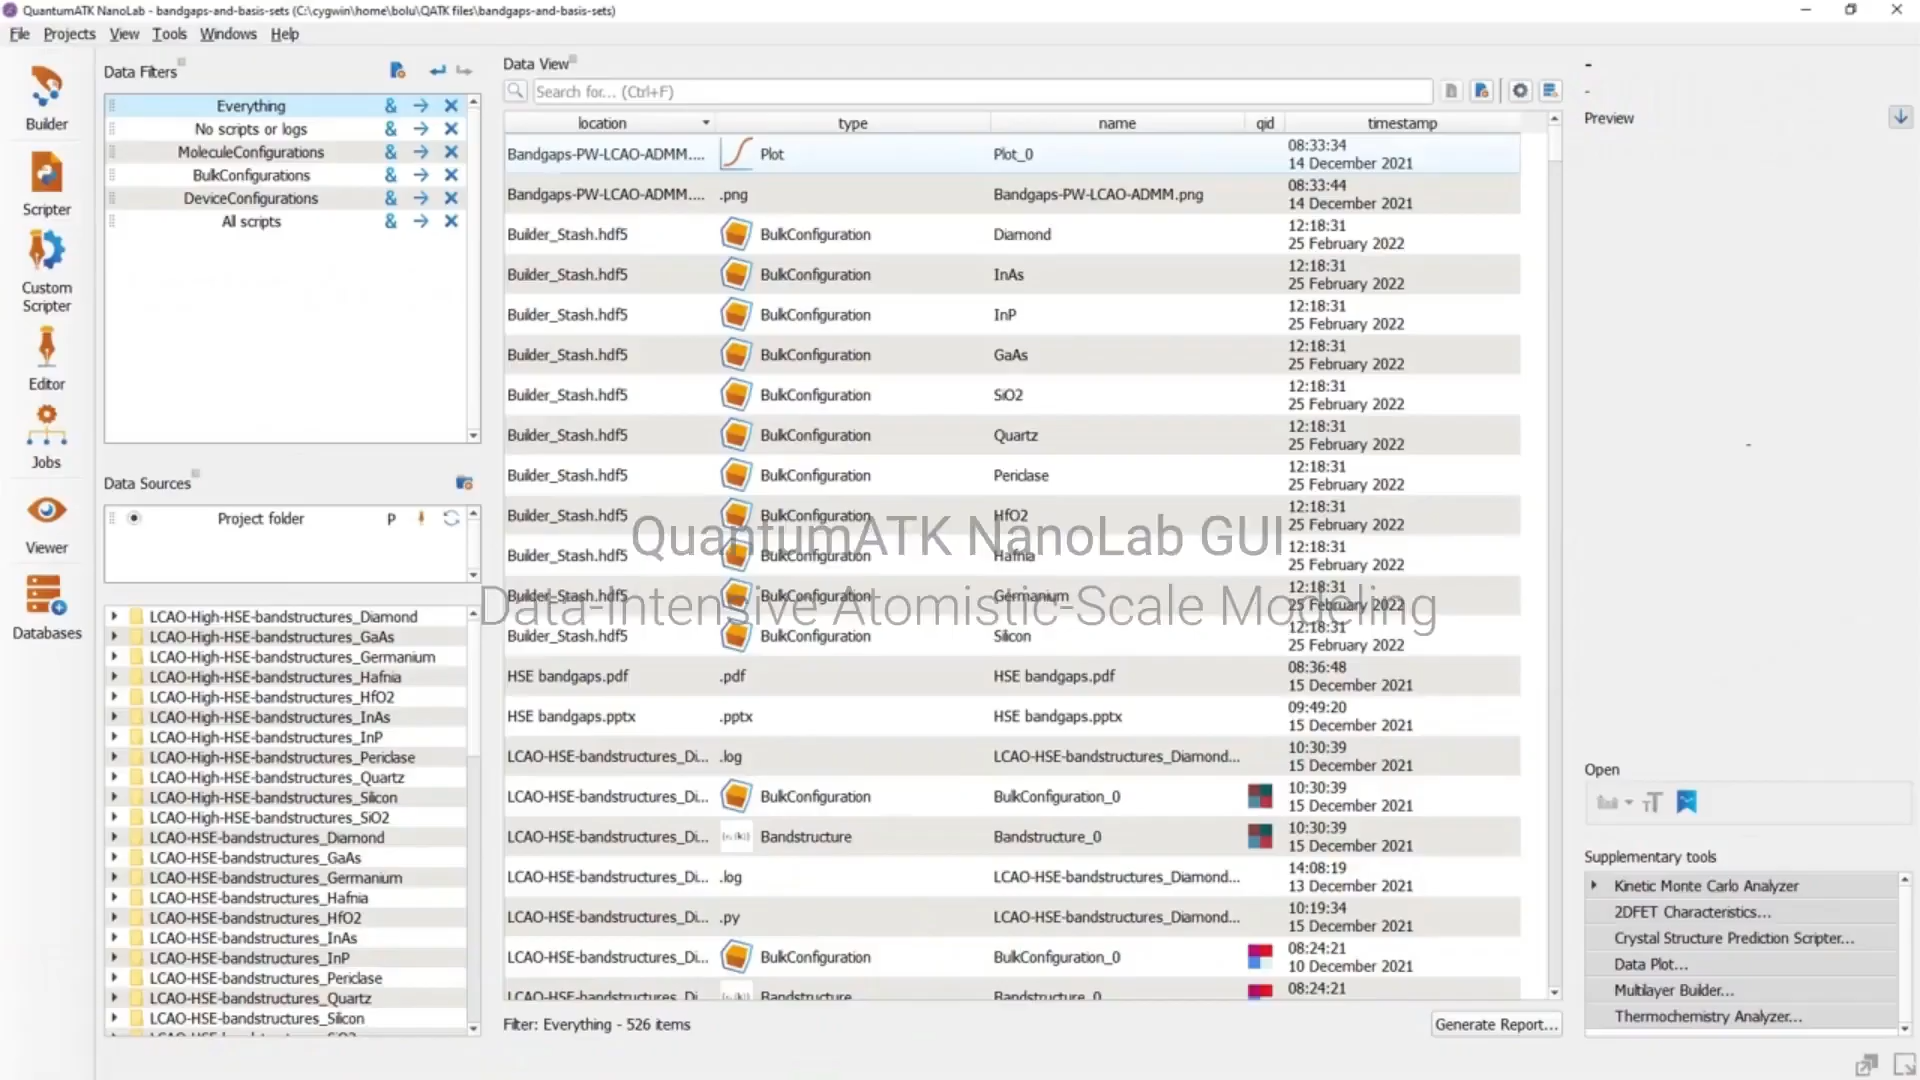 QuantumATK NanoLab - bandgaps-and-basis-sets (C:\cygwin\home\bolu\QATK files\bandgaps-and-basis-sets)
File Projects View Tools Windows Help
Builder
Scripter
Custom
Scripter
Editor
Jobs
Viewer
Databases
Data Filters
Everything &
No scripts or logs &
MoleculeConfigurations &
BulkConfigurations &
DeviceConfigurations &
All scripts &
Data Sources
Project folder P
LCAO-High-HSE-bandstructures_Diamond
LCAO-High-HSE-bandstructures_GaAs
LCAO-High-HSE-bandstructures_Germanium
LCAO-High-HSE-bandstructures_Hafnia
LCAO-High-HSE-bandstructures_HfO2
LCAO-High-HSE-bandstructures_InAs
LCAO-High-HSE-bandstructures_InP
LCAO-High-HSE-bandstructures_Periclase
LCAO-High-HSE-bandstructures_Quartz
LCAO-High-HSE-bandstructures_Silicon
LCAO-High-HSE-bandstructures_SiO2
LCAO-HSE-bandstructures_Diamond
LCAO-HSE-bandstructures_GaAs
LCAO-HSE-bandstructures_Germanium
LCAO-HSE-bandstructures_Hafnia
LCAO-HSE-bandstructures_HfO2
LCAO-HSE-bandstructures_InAs
LCAO-HSE-bandstructures_InP
LCAO-HSE-bandstructures_Periclase
LCAO-HSE-bandstructures_Quartz
LCAO-HSE-bandstructures_Silicon
Data View
Search for... (Ctrl+F)
location type name qid timestamp
Bandgaps-PW-LCAO-ADMM.... Plot Plot_0 08:33:34
14 December 2021
Bandgaps-PW-LCAO-ADMM.... .png Bandgaps-PW-LCAO-ADMM.png 08:33:44
14 December 2021
Builder_Stash.hdf5 BulkConfiguration Diamond 12:18:31
25 February 2022
Builder_Stash.hdf5 BulkConfiguration InAs 12:18:31
25 February 2022
Builder_Stash.hdf5 BulkConfiguration InP 12:18:31
25 February 2022
Builder_Stash.hdf5 BulkConfiguration GaAs 12:18:31
25 February 2022
Builder_Stash.hdf5 BulkConfiguration SiO2 12:18:31
25 February 2022
Builder_Stash.hdf5 BulkConfiguration Quartz 12:18:31
25 February 2022
Builder_Stash.hdf5 BulkConfiguration Periclase 12:18:31
25 February 2022
Builder_Stash.hdf5 BulkConfiguration HfO2 12:18:31
25 February 2022
QuantumATK NanoLab GUI
Builder_Stash.hdf5 BulkConfiguration Hafnia 12:18:31
25 February 2022
Builder_Stash.hdf5 BulkConfiguration Germanium 12:18:31
25 February 2022
Data-Intensive Atomistic-Scale Modeling
Builder_Stash.hdf5 BulkConfiguration Silicon 12:18:31
25 February 2022
HSE bandgaps.pdf .pdf HSE bandgaps.pdf 08:36:48
15 December 2021
HSE bandgaps.pptx .pptx HSE bandgaps.pptx 09:49:20
15 December 2021
LCAO-HSE-bandstructures_Di... .log LCAO-HSE-bandstructures_Diamond... 10:30:39
15 December 2021
LCAO-HSE-bandstructures_Di... BulkConfiguration BulkConfiguration_0 10:30:39
15 December 2021
LCAO-HSE-bandstructures_Di... Bandstructure Bandstructure_0 10:30:39
15 December 2021
LCAO-HSE-bandstructures_Di... .log LCAO-HSE-bandstructures_Diamond... 14:08:19
13 December 2021
LCAO-HSE-bandstructures_Di... .py LCAO-HSE-bandstructures_Diamond... 10:19:34
15 December 2021
LCAO-HSE-bandstructures_Di... BulkConfiguration BulkConfiguration_0 08:24:21
10 December 2021
LCAO-HSE-bandstructures_Di... Bandstructure Bandstructure_0 08:24:21
Filter: Everything - 526 items
Generate Report...
-
-
Preview
-
Open
Supplementary tools
Kinetic Monte Carlo Analyzer
2DFET Characteristics...
Crystal Structure Prediction Scripter...
Data Plot...
Multilayer Builder...
Thermochemistry Analyzer...